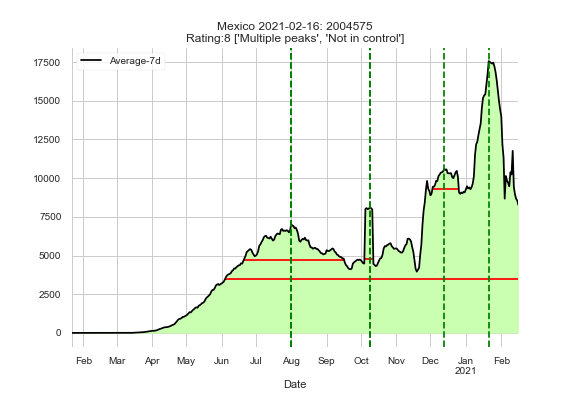 Mexico 2021-02-16: 2004575
Rating:8 ['Multiple peaks', 'Not in control']
Average-7d
17500
15000
12500
10000
7500
5000
2500
0
Feb Mar Apr May Jun Jul Aug Sep Oct Nov Dec Jan Feb
2021
Date